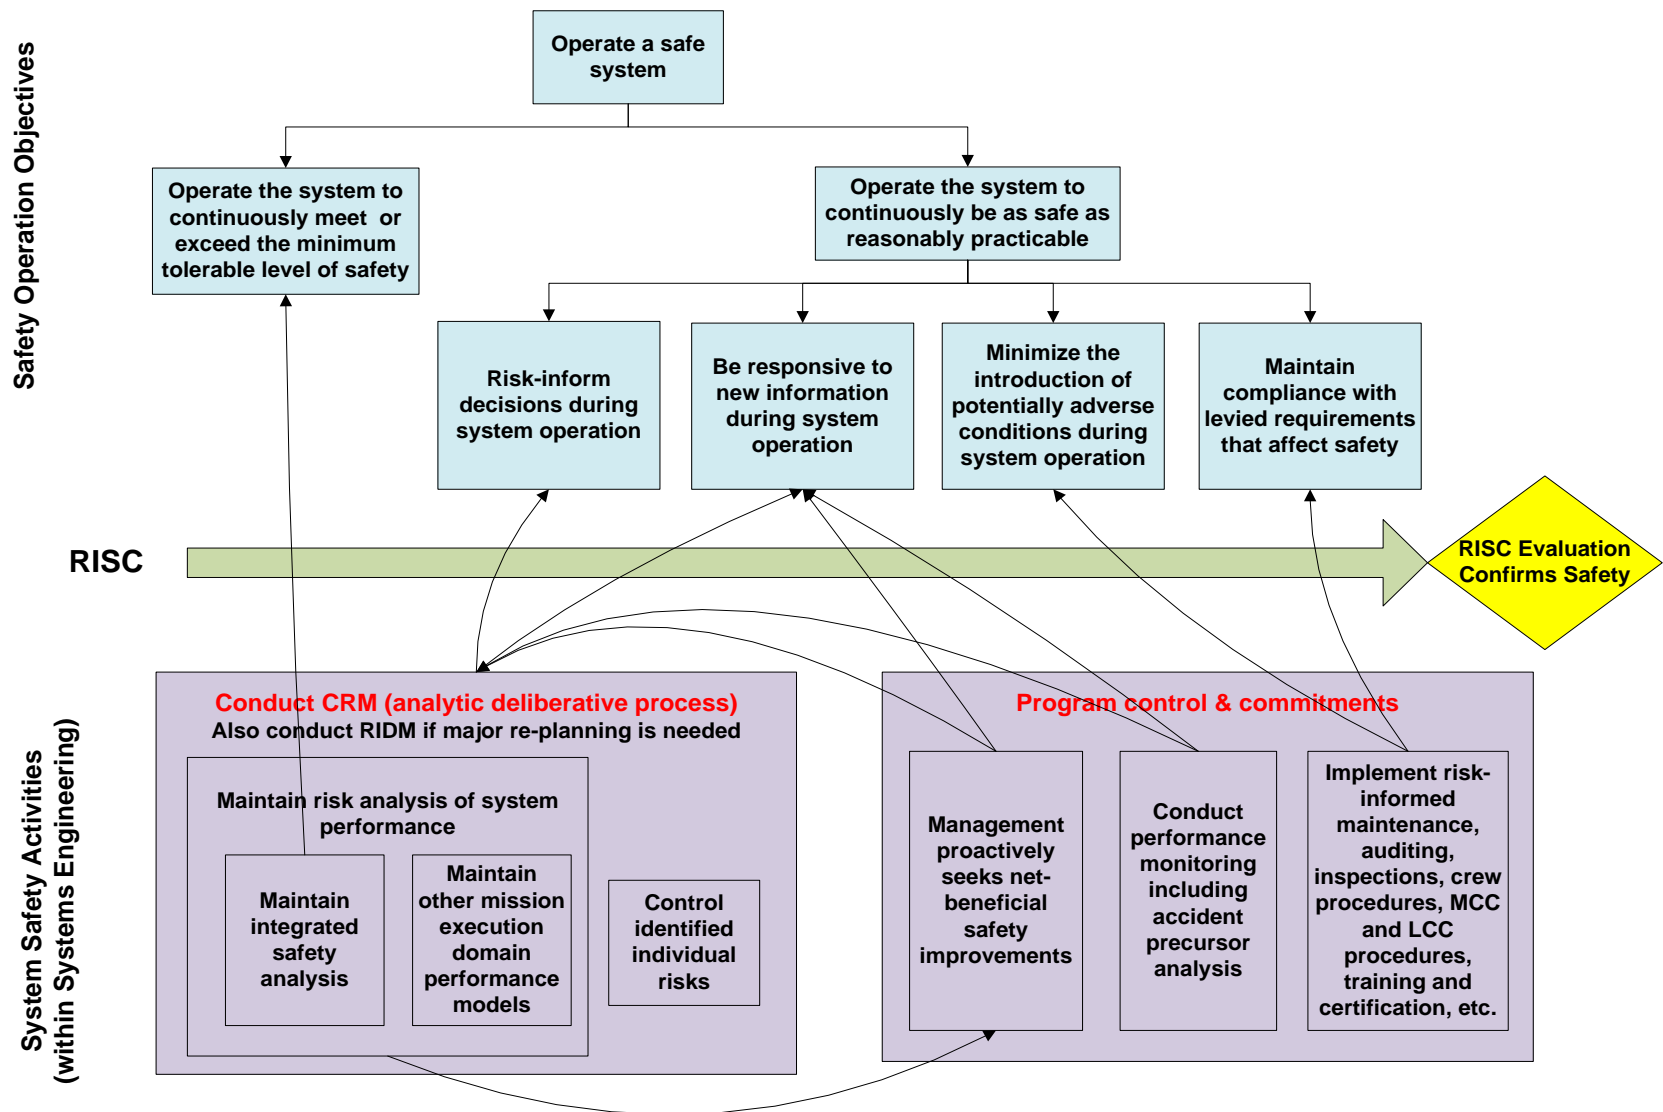 Safety Operation Objectives
Operate a safe
system
Operate the system to
continuously meet  or
exceed the minimum
tolerable level of safety
Operate the system to
continuously be as safe as
reasonably practicable
Risk-inform
decisions during
system operation
Be responsive to
new information
during system
operation
Minimize the
introduction of
potentially adverse
conditions during
system operation
Maintain
compliance with
levied requirements
that affect safety
RISC
RISC Evaluation
Confirms Safety
System Safety Activities
(within Systems Engineering)
Conduct CRM (analytic deliberative process)
Also conduct RIDM if major re-planning is needed
Maintain risk analysis of system
performance
Maintain
integrated
safety
analysis
Maintain
other mission
execution
domain
performance
models
Control
identified
individual
risks
Program control & commitments
Management
proactively
seeks net-
beneficial
safety
improvements
Conduct
performance
monitoring
including
accident
precursor
analysis
Implement risk-
informed
maintenance,
auditing,
inspections, crew
procedures, MCC
and LCC
procedures,
training and
certification, etc.